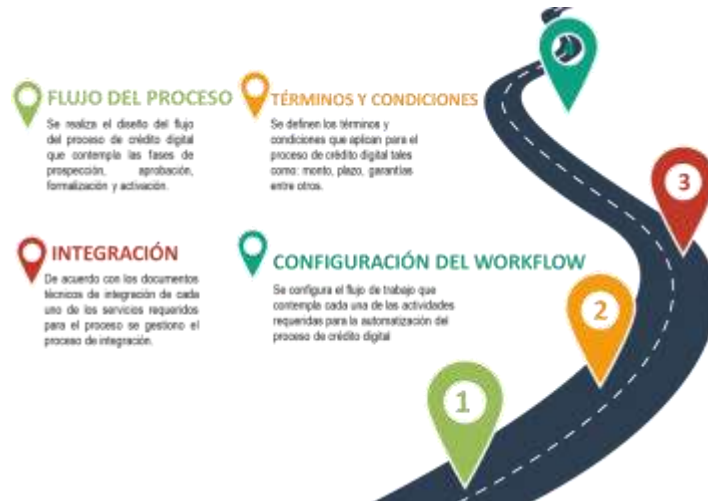 FLUJO DEL PROCESO
Se realiza el diseño del flujo
del proceso de crédito digital
que contempla las fases de
prospección, aprobación,
formalización y activación.
TÉRMINOS Y CONDICIONES
Se definen los términos y
condiciones que aplican para el
proceso de crédito digital tales
como: monto, plazo, garantías
entre otros.
INTEGRACIÓN
De acuerdo con los documentos
técnicos de integración de cada
uno de los servicios requeridos
para el proceso se gestiono el
proceso de integración.
CONFIGURACIÓN DEL WORKFLOW
Se configura el flujo de trabajo que
contempla cada una de las actividades
requeridas para la automatización del
proceso de crédito digital
3
2
1